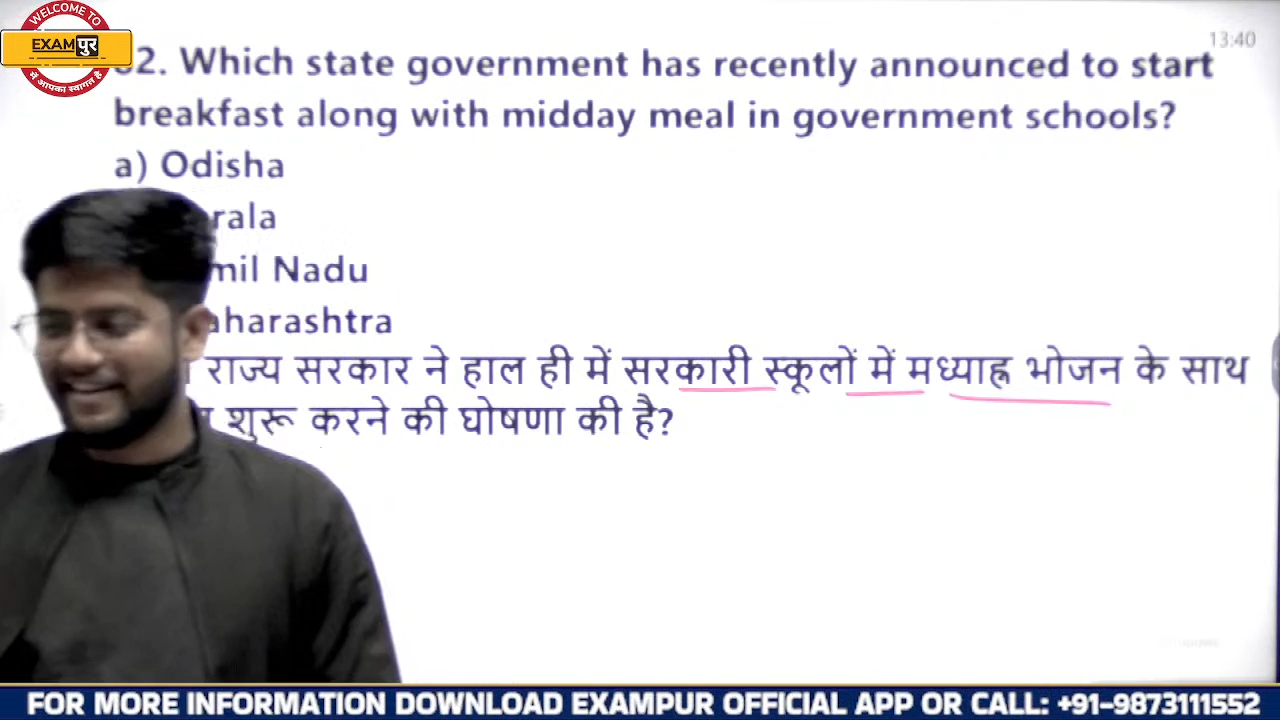 WELCOME TO
EXAMपुर
में आपका स्वागत है
13:40
2. Which state government has recently announced to start
breakfast along with midday meal in government schools?
a) Odisha
rala
mil Nadu
aharashtra
राज्य सरकार ने हाल ही में सरकारी स्कूलों में मध्याह्न भोजन के साथ
शुरू करने की घोषणा की है?
FOR MORE INFORMATION DOWNLOAD EXAMPUR OFFICIAL APP OR CALL: +91-9873111552